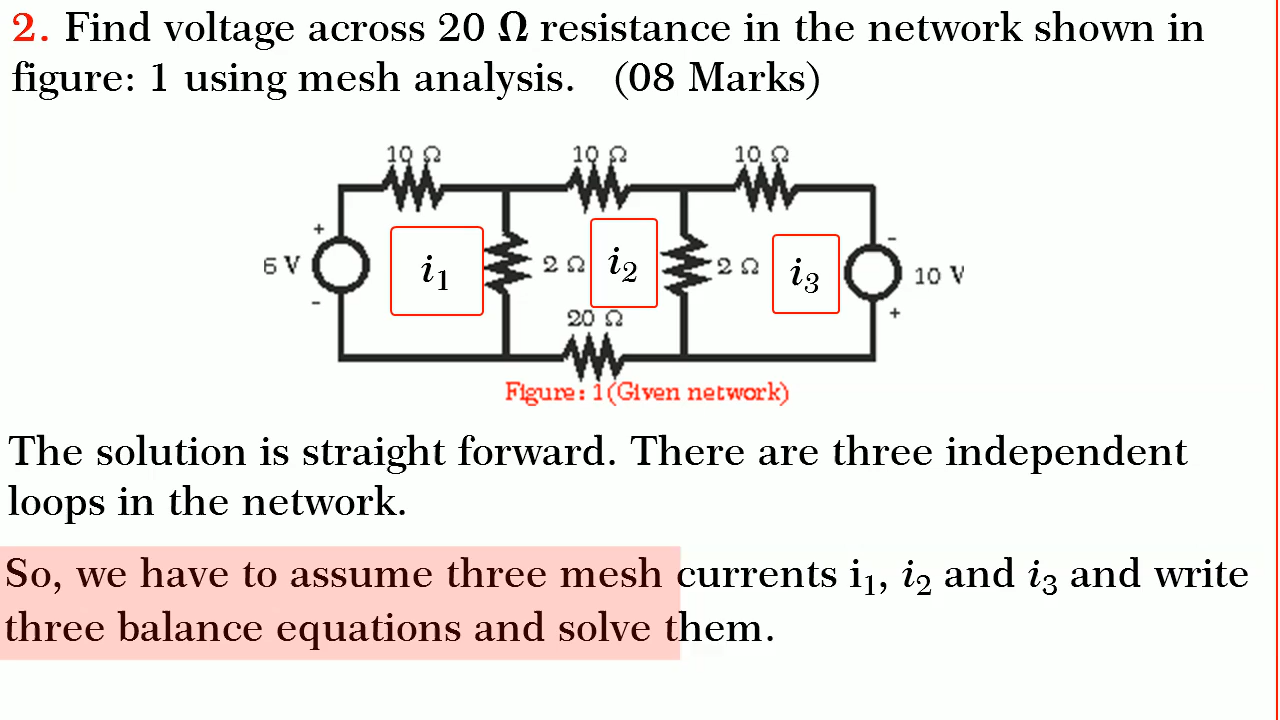 2. Find voltage across 20 Ω resistance in the network shown in
figure: 1 using mesh analysis. (08 Marks)
10 Ω 10 Ω 10 Ω
+ -
6 V i₁ 2 Ω i₂ 2 Ω i₃ 10 V
- +
20 Ω
Figure: 1(Given network)
The solution is straight forward. There are three independent
loops in the network.
So, we have to assume three mesh currents i₁, i₂ and i₃ and write
three balance equations and solve them.